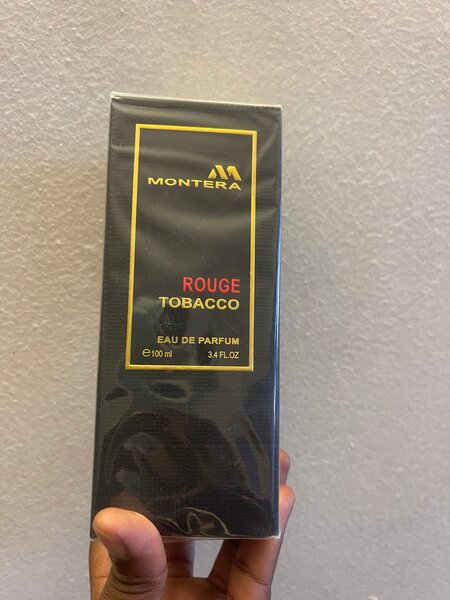 MONTERA
ROUGE
TOBACCO
EAU DE PARFUM
℮100 ml 3.4 FL.OZ